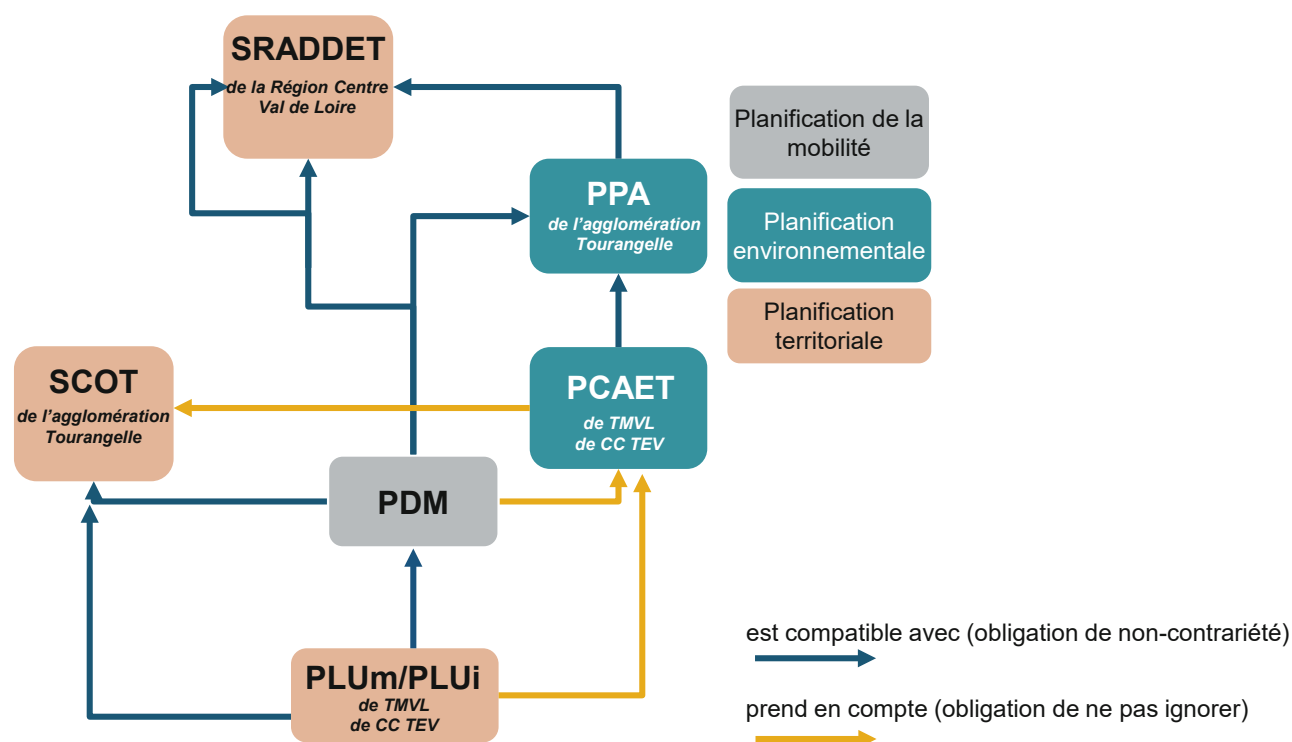 SRADDET
de la Région Centre
Val de Loire
Planification de la
mobilité
PPA
de l'agglomération
Tourangelle
Planification
environnementale
Planification
territoriale
SCOT
de l'agglomération
Tourangelle
PCAET
de TMVL
de CC TEV
PDM
est compatible avec (obligation de non-contrariété)
PLUm/PLUi
de TMVL
de CC TEV
prend en compte (obligation de ne pas ignorer)